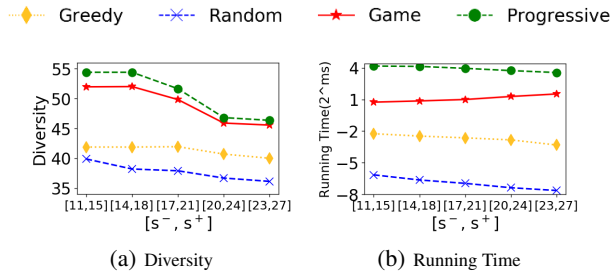 Greedy Random Game Progressive
Diversity
55
50
45
40
35
[11,15] [14,18] [17,21] [20,24] [23,27]
[s⁻, s⁺]
(a) Diversity
Running Time(2^ms)
4
1
−2
−5
−8
[11,15] [14,18] [17,21] [20,24] [23,27]
[s⁻, s⁺]
(b) Running Time